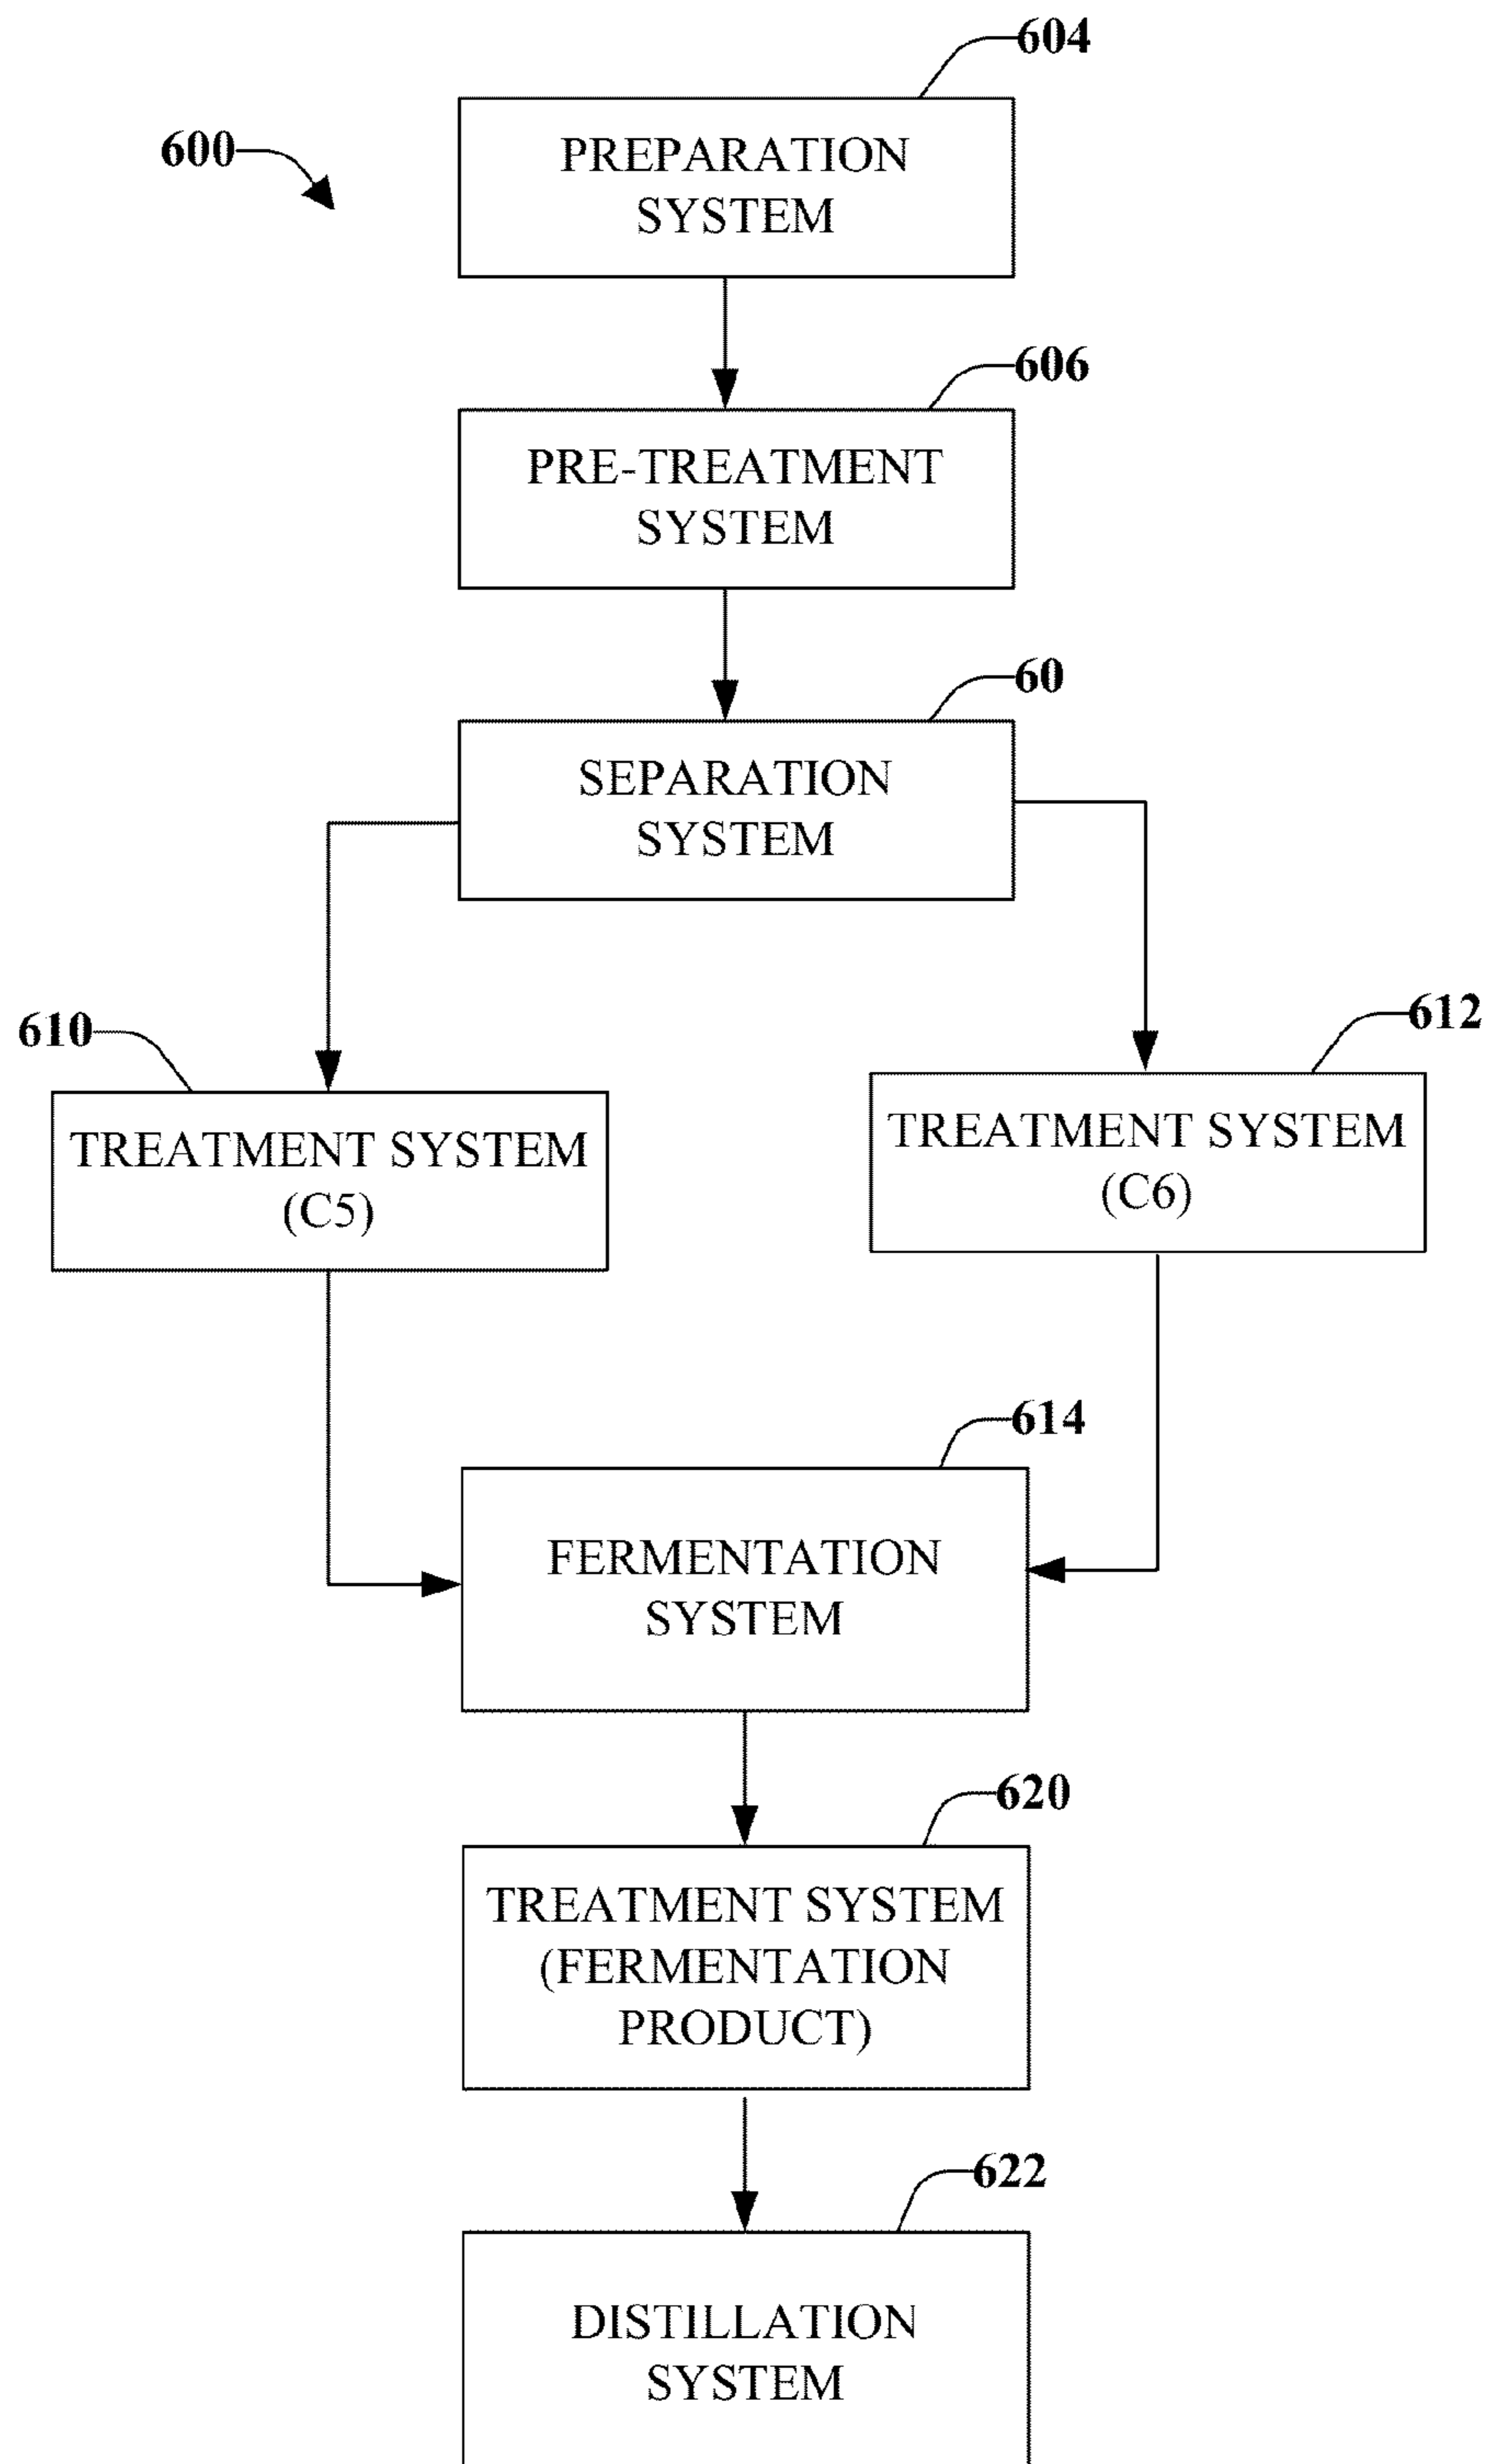 604
600
PREPARATION
SYSTEM
606
PRE-TREATMENT
SYSTEM
60
SEPARATION
SYSTEM
610
612
TREATMENT SYSTEM
(C5)
TREATMENT SYSTEM
(C6)
614
FERMENTATION
SYSTEM
620
TREATMENT SYSTEM
(FERMENTATION
PRODUCT)
622
DISTILLATION
SYSTEM